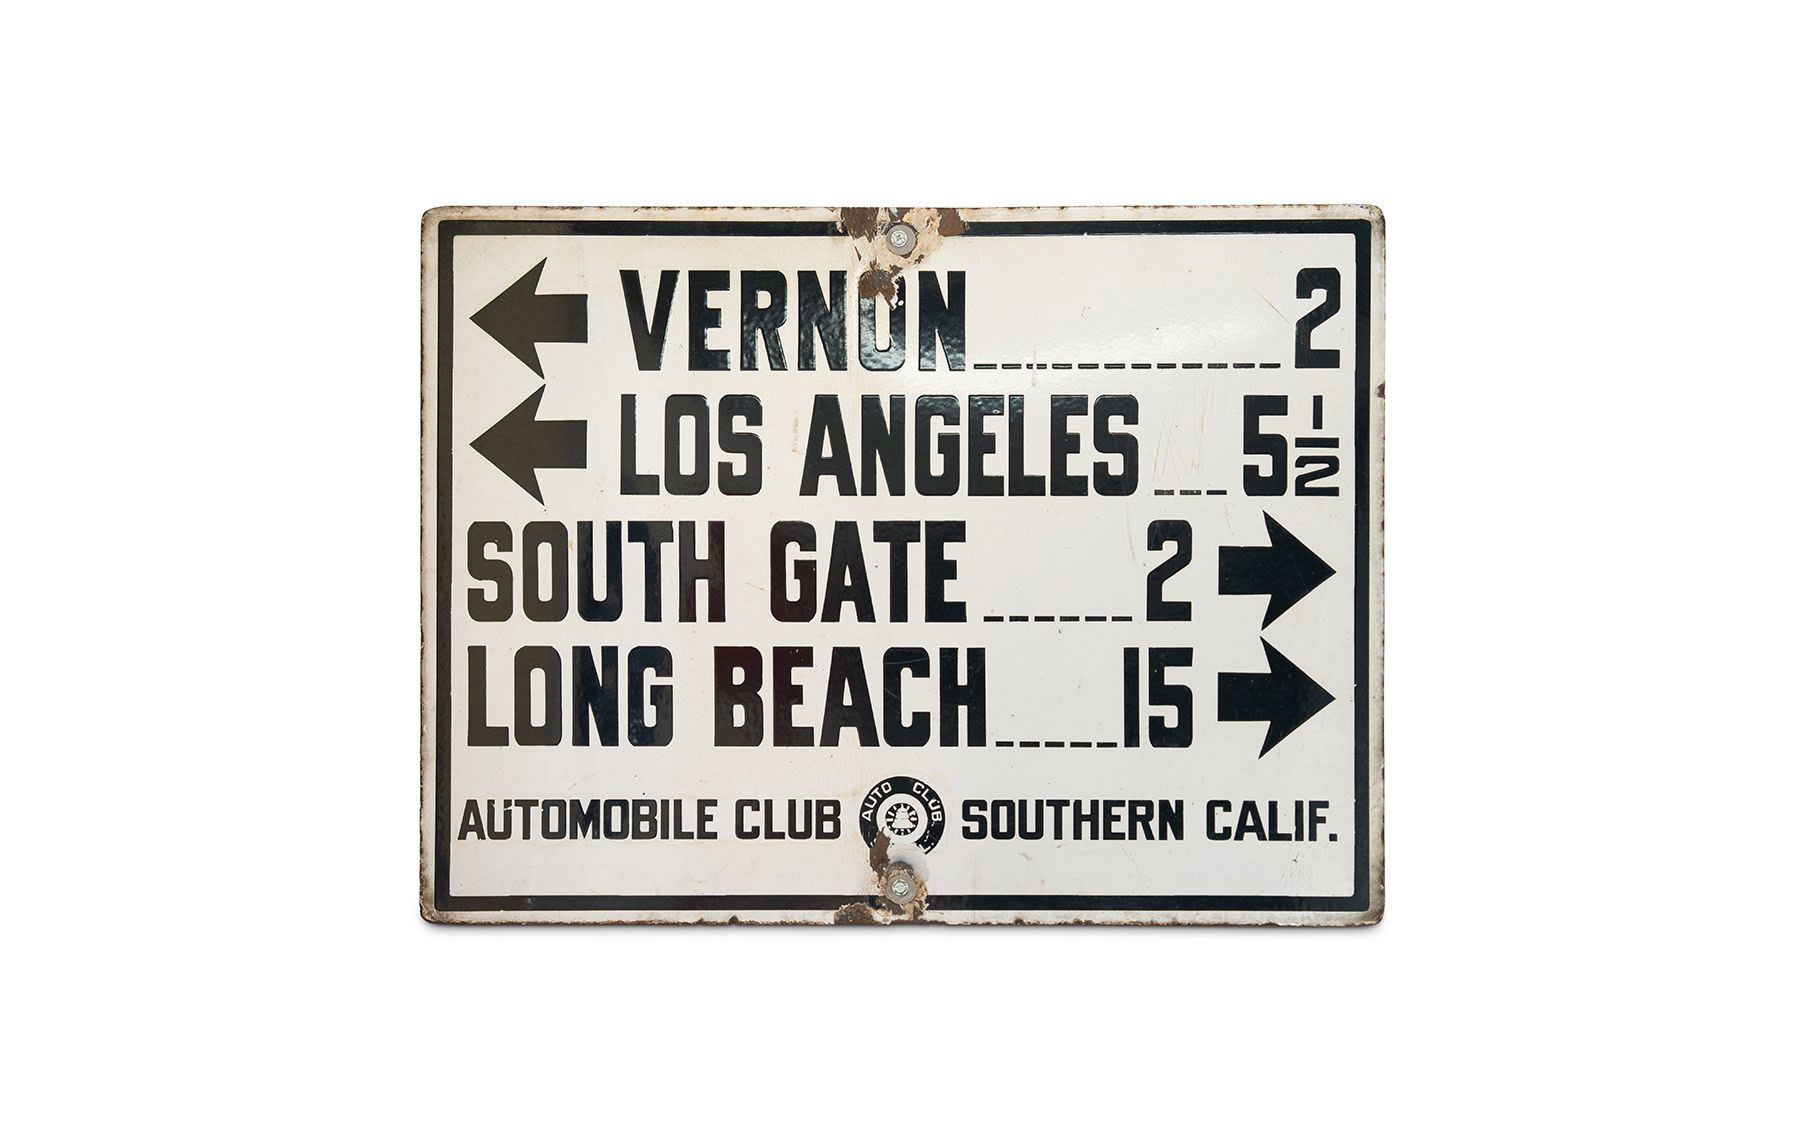 VERNON 2
LOS ANGELES 5 1/2
SOUTH GATE 2
LONG BEACH 15
AUTOMOBILE CLUB AUTO CLUB SOUTHERN CALIF.